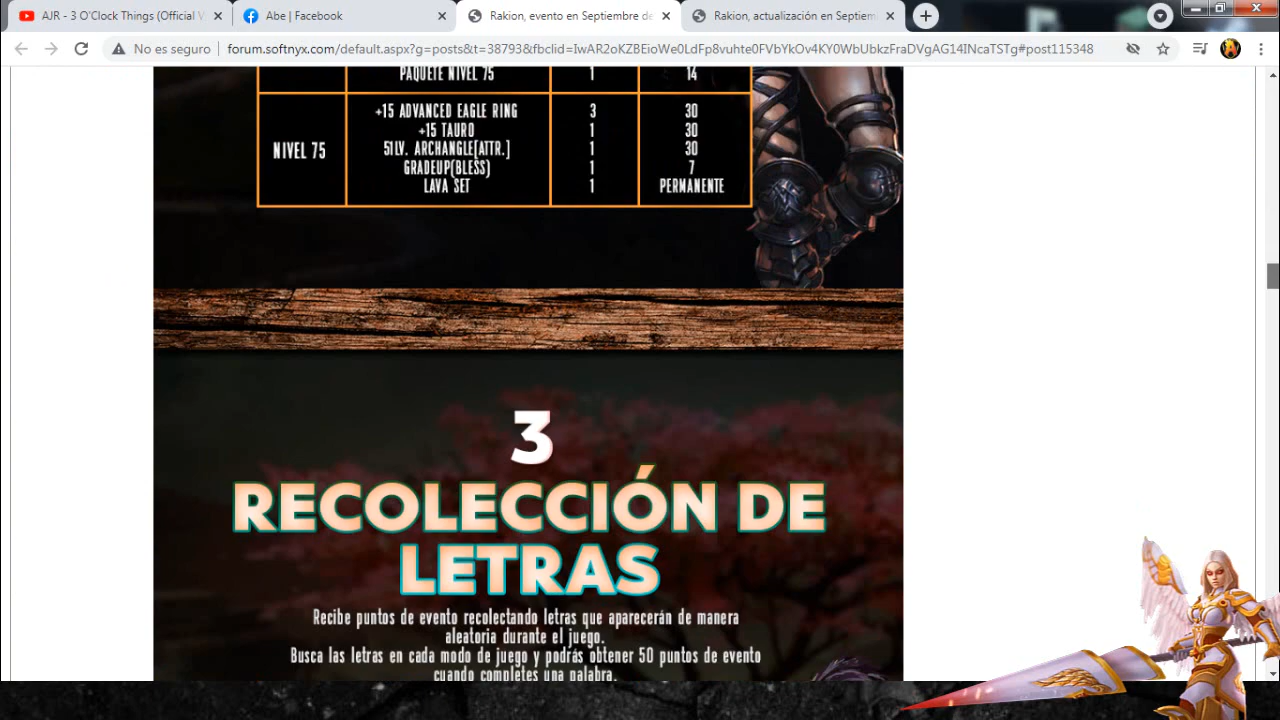 AJR - 3 O'Clock Things (Official V
Abe | Facebook
Rakion, evento en Septiembre de
Rakion, actualización en Septiem
No es seguro
forum.softnyx.com/default.aspx?g=posts&t=38793&fbclid=IwAR2oKZBEioWe0LdFp8vuhte0FVbYkOv4KY0WbUbkzFraDVgAG14INcaTSTg#post115348
PAQUETE NIVEL 75 1 14
+15 ADVANCED EAGLE RING 3 30
+15 TAURO 1 30
NIVEL 75 51LV. ARCHANGLE[ATTR.] 1 30
GRADEUP(BLESS) 1 7
LAVA SET 1 PERMANENTE
3
RECOLECCIÓN DE
LETRAS
Recibe puntos de evento recolectando letras que aparecerán de manera
aleatoria durante el juego.
Busca las letras en cada modo de juego y podrás obtener 50 puntos de evento
cuando completes una palabra.